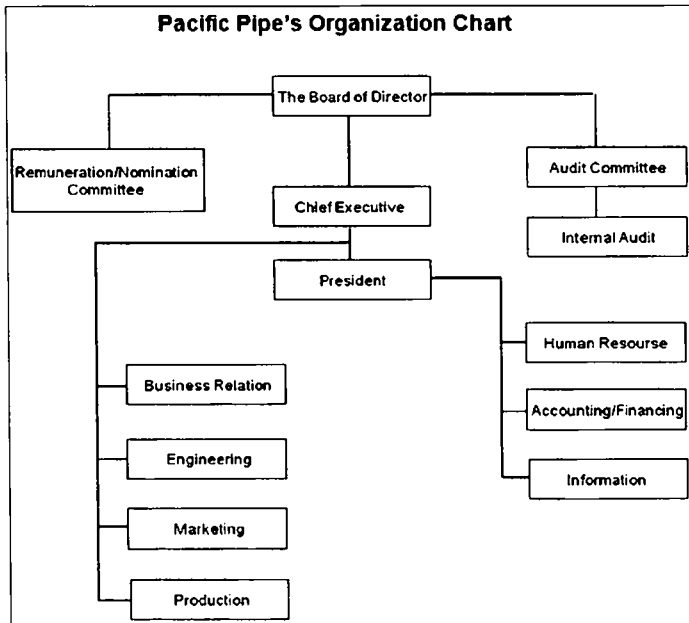 Pacific Pipe's Organization Chart
The Board of Director
Remuneration/Nomination
Committee
Audit Committee
Chief Executive
Internal Audit
President
Human Resourse
Business Relation
Accounting/Financing
Engineering
Information
Marketing
Production